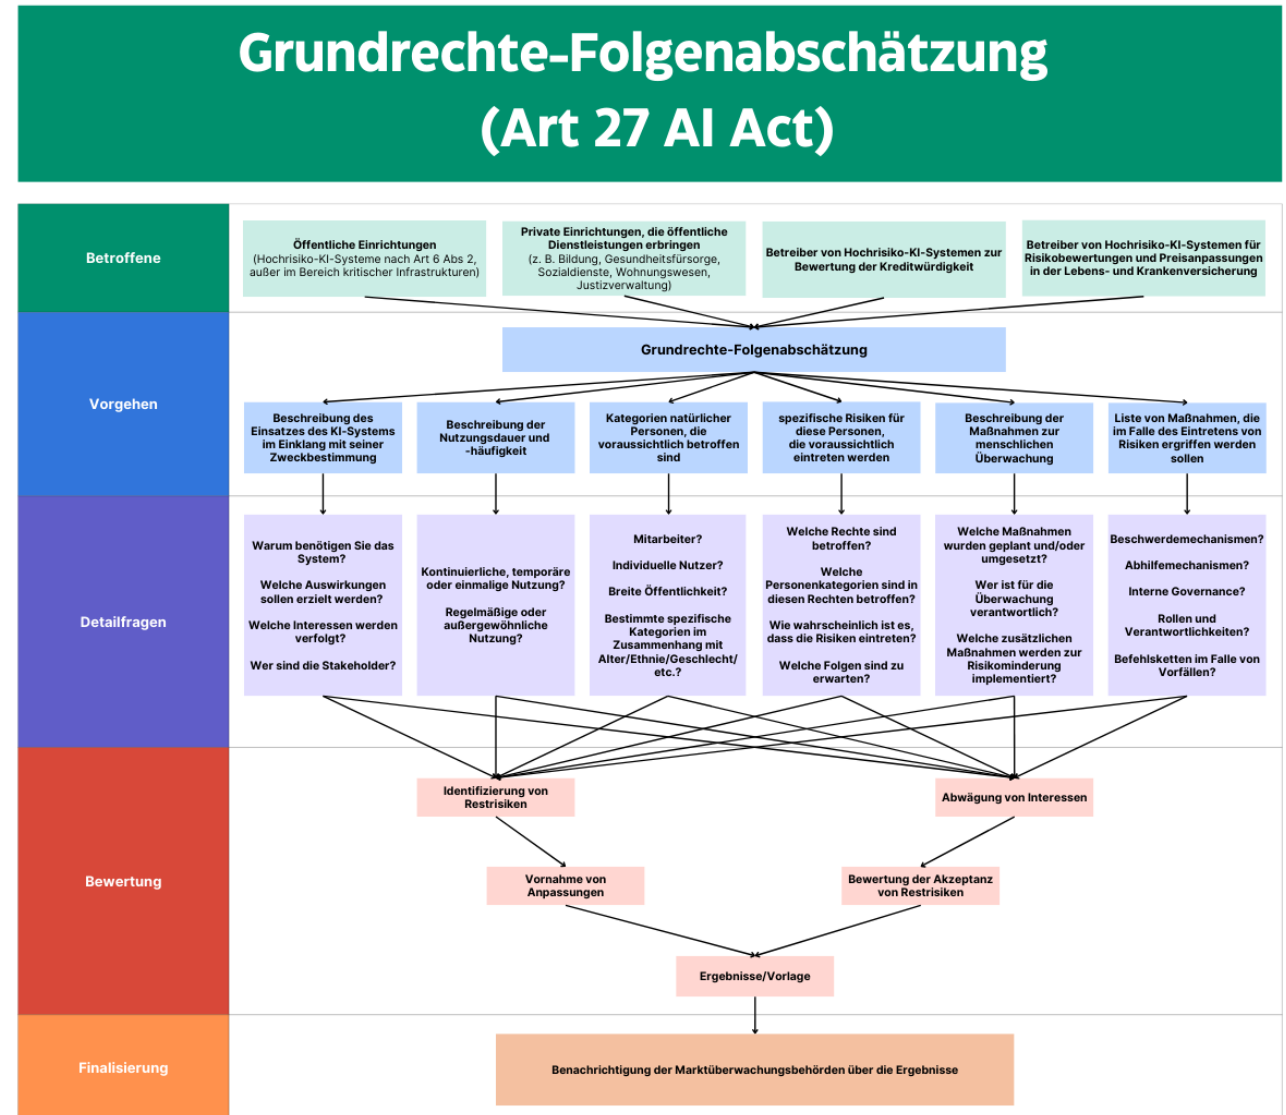 Grundrechte-Folgenabschätzung
(Art 27 AI Act)
Betroffene
Öffentliche Einrichtungen
(Hochrisiko-KI-Systeme nach Art 6 Abs 2,
außer im Bereich kritischer Infrastrukturen)
Private Einrichtungen, die öffentliche
Dienstleistungen erbringen
(z. B. Bildung, Gesundheitsfürsorge,
Sozialdienste, Wohnungswesen,
Justizverwaltung)
Betreiber von Hochrisiko-KI-Systemen zur
Bewertung der Kreditwürdigkeit
Betreiber von Hochrisiko-KI-Systemen für
Risikobewertungen und Preisanpassungen
in der Lebens- und Krankenversicherung
Vorgehen
Grundrechte-Folgenabschätzung
Beschreibung des
Einsatzes des KI-Systems
im Einklang mit seiner
Zweckbestimmung
Beschreibung der
Nutzungsdauer und
-häufigkeit
Kategorien natürlicher
Personen, die
voraussichtlich betroffen
sind
spezifische Risiken für
diese Personen,
die voraussichtlich
eintreten werden
Beschreibung der
Maßnahmen zur
menschlichen
Überwachung
Liste von Maßnahmen, die
im Falle des Eintretens von
Risiken ergriffen werden
sollen
Detailfragen
Warum benötigen Sie das
System?
Welche Auswirkungen
sollen erzielt werden?
Welche Interessen werden
verfolgt?
Wer sind die Stakeholder?
Kontinuierliche, temporäre
oder einmalige Nutzung?
Regelmäßige oder
außergewöhnliche
Nutzung?
Mitarbeiter?
Individuelle Nutzer?
Breite Öffentlichkeit?
Bestimmte spezifische
Kategorien im
Zusammenhang mit
Alter/Ethnie/Geschlecht/
etc.?
Welche Rechte sind
betroffen?
Welche
Personenkategorien sind in
diesen Rechten betroffen?
Wie wahrscheinlich ist es,
dass die Risiken eintreten?
Welche Folgen sind zu
erwarten?
Welche Maßnahmen
wurden geplant und/oder
umgesetzt?
Wer ist für die
Überwachung
verantwortlich?
Welche zusätzlichen
Maßnahmen werden zur
Risikominderung
implementiert?
Beschwerdemechanismen?
Abhilfemechanismen?
Interne Governance?
Rollen und
Verantwortlichkeiten?
Befehlsketten im Falle von
Vorfällen?
Bewertung
Identifizierung von
Restrisiken
Abwägung von Interessen
Vornahme von
Anpassungen
Bewertung der Akzeptanz
von Restrisiken
Ergebnisse/Vorlage
Finalisierung
Benachrichtigung der Marktüberwachungsbehörden über die Ergebnisse